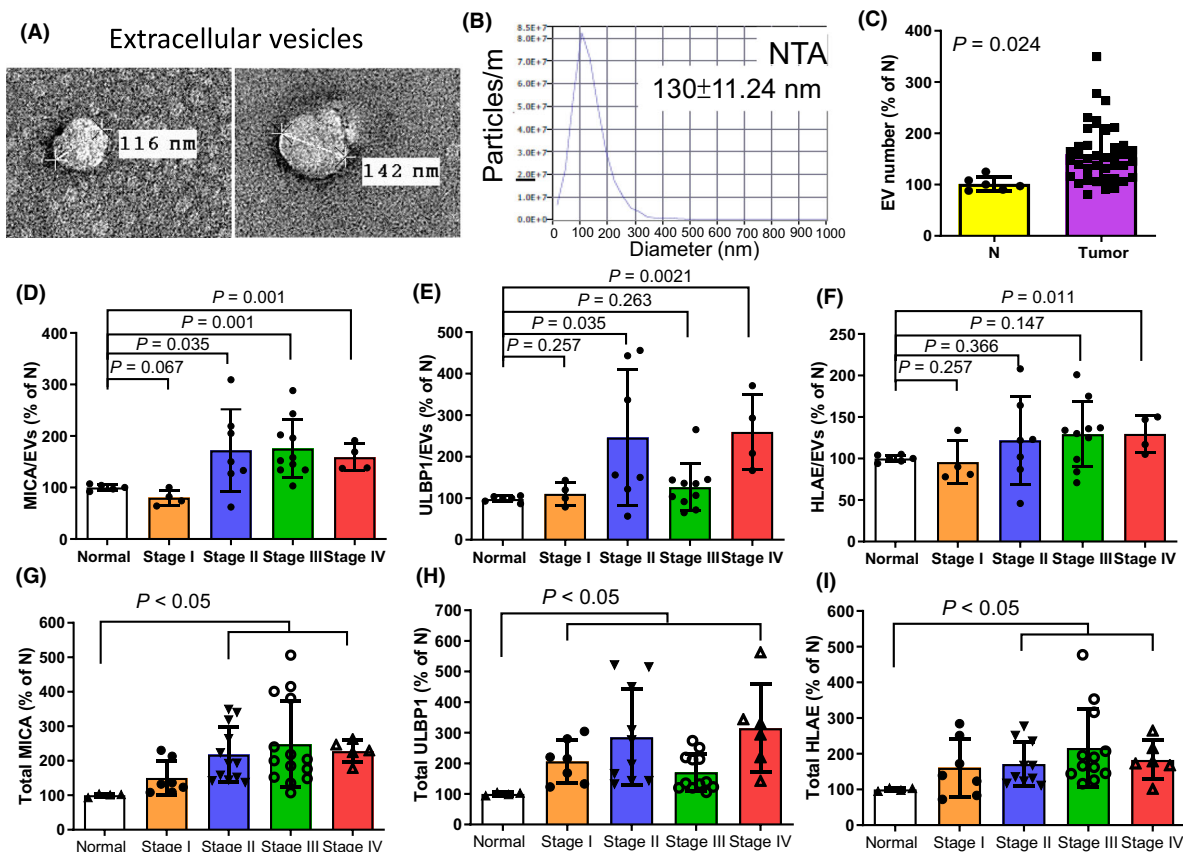 (A)
Extracellular vesicles
116 nm
142 nm
(B)
Particles/ml
8.5E+7
8.0E+7
7.0E+7
6.0E+7
5.0E+7
4.0E+7
3.0E+7
2.0E+7
1.0E+7
0.0E+0
NTA
130±11.24 nm
0 100 200 300 400 500 600 700 800 900 1000
Diameter (nm)
(C)
P = 0.024
EV number (% of N)
400
300
200
100
0
N Tumor
(D)
P = 0.001
P = 0.001
P = 0.035
P = 0.067
MICA/EVs (% of N)
400
300
200
100
0
Normal Stage I Stage II Stage III Stage IV
(E)
P = 0.0021
P = 0.263
P = 0.035
P = 0.257
ULBP1/EVs (% of N)
500
400
300
200
100
0
Normal Stage I Stage II Stage III Stage IV
(F)
P = 0.011
P = 0.147
P = 0.366
P = 0.257
HLAE/EVs (% of N)
250
200
150
100
50
0
Normal Stage I Stage II Stage III Stage IV
(G)
P < 0.05
Total MICA (% of N)
600
500
400
300
200
100
0
Normal Stage I Stage II Stage III Stage IV
(H)
P < 0.05
Total ULBP1 (% of N)
700
600
500
400
300
200
100
0
Normal Stage I Stage II Stage III Stage IV
(I)
P < 0.05
Total HLAE (% of N)
600
500
400
300
200
100
0
Normal Stage I Stage II Stage III Stage IV